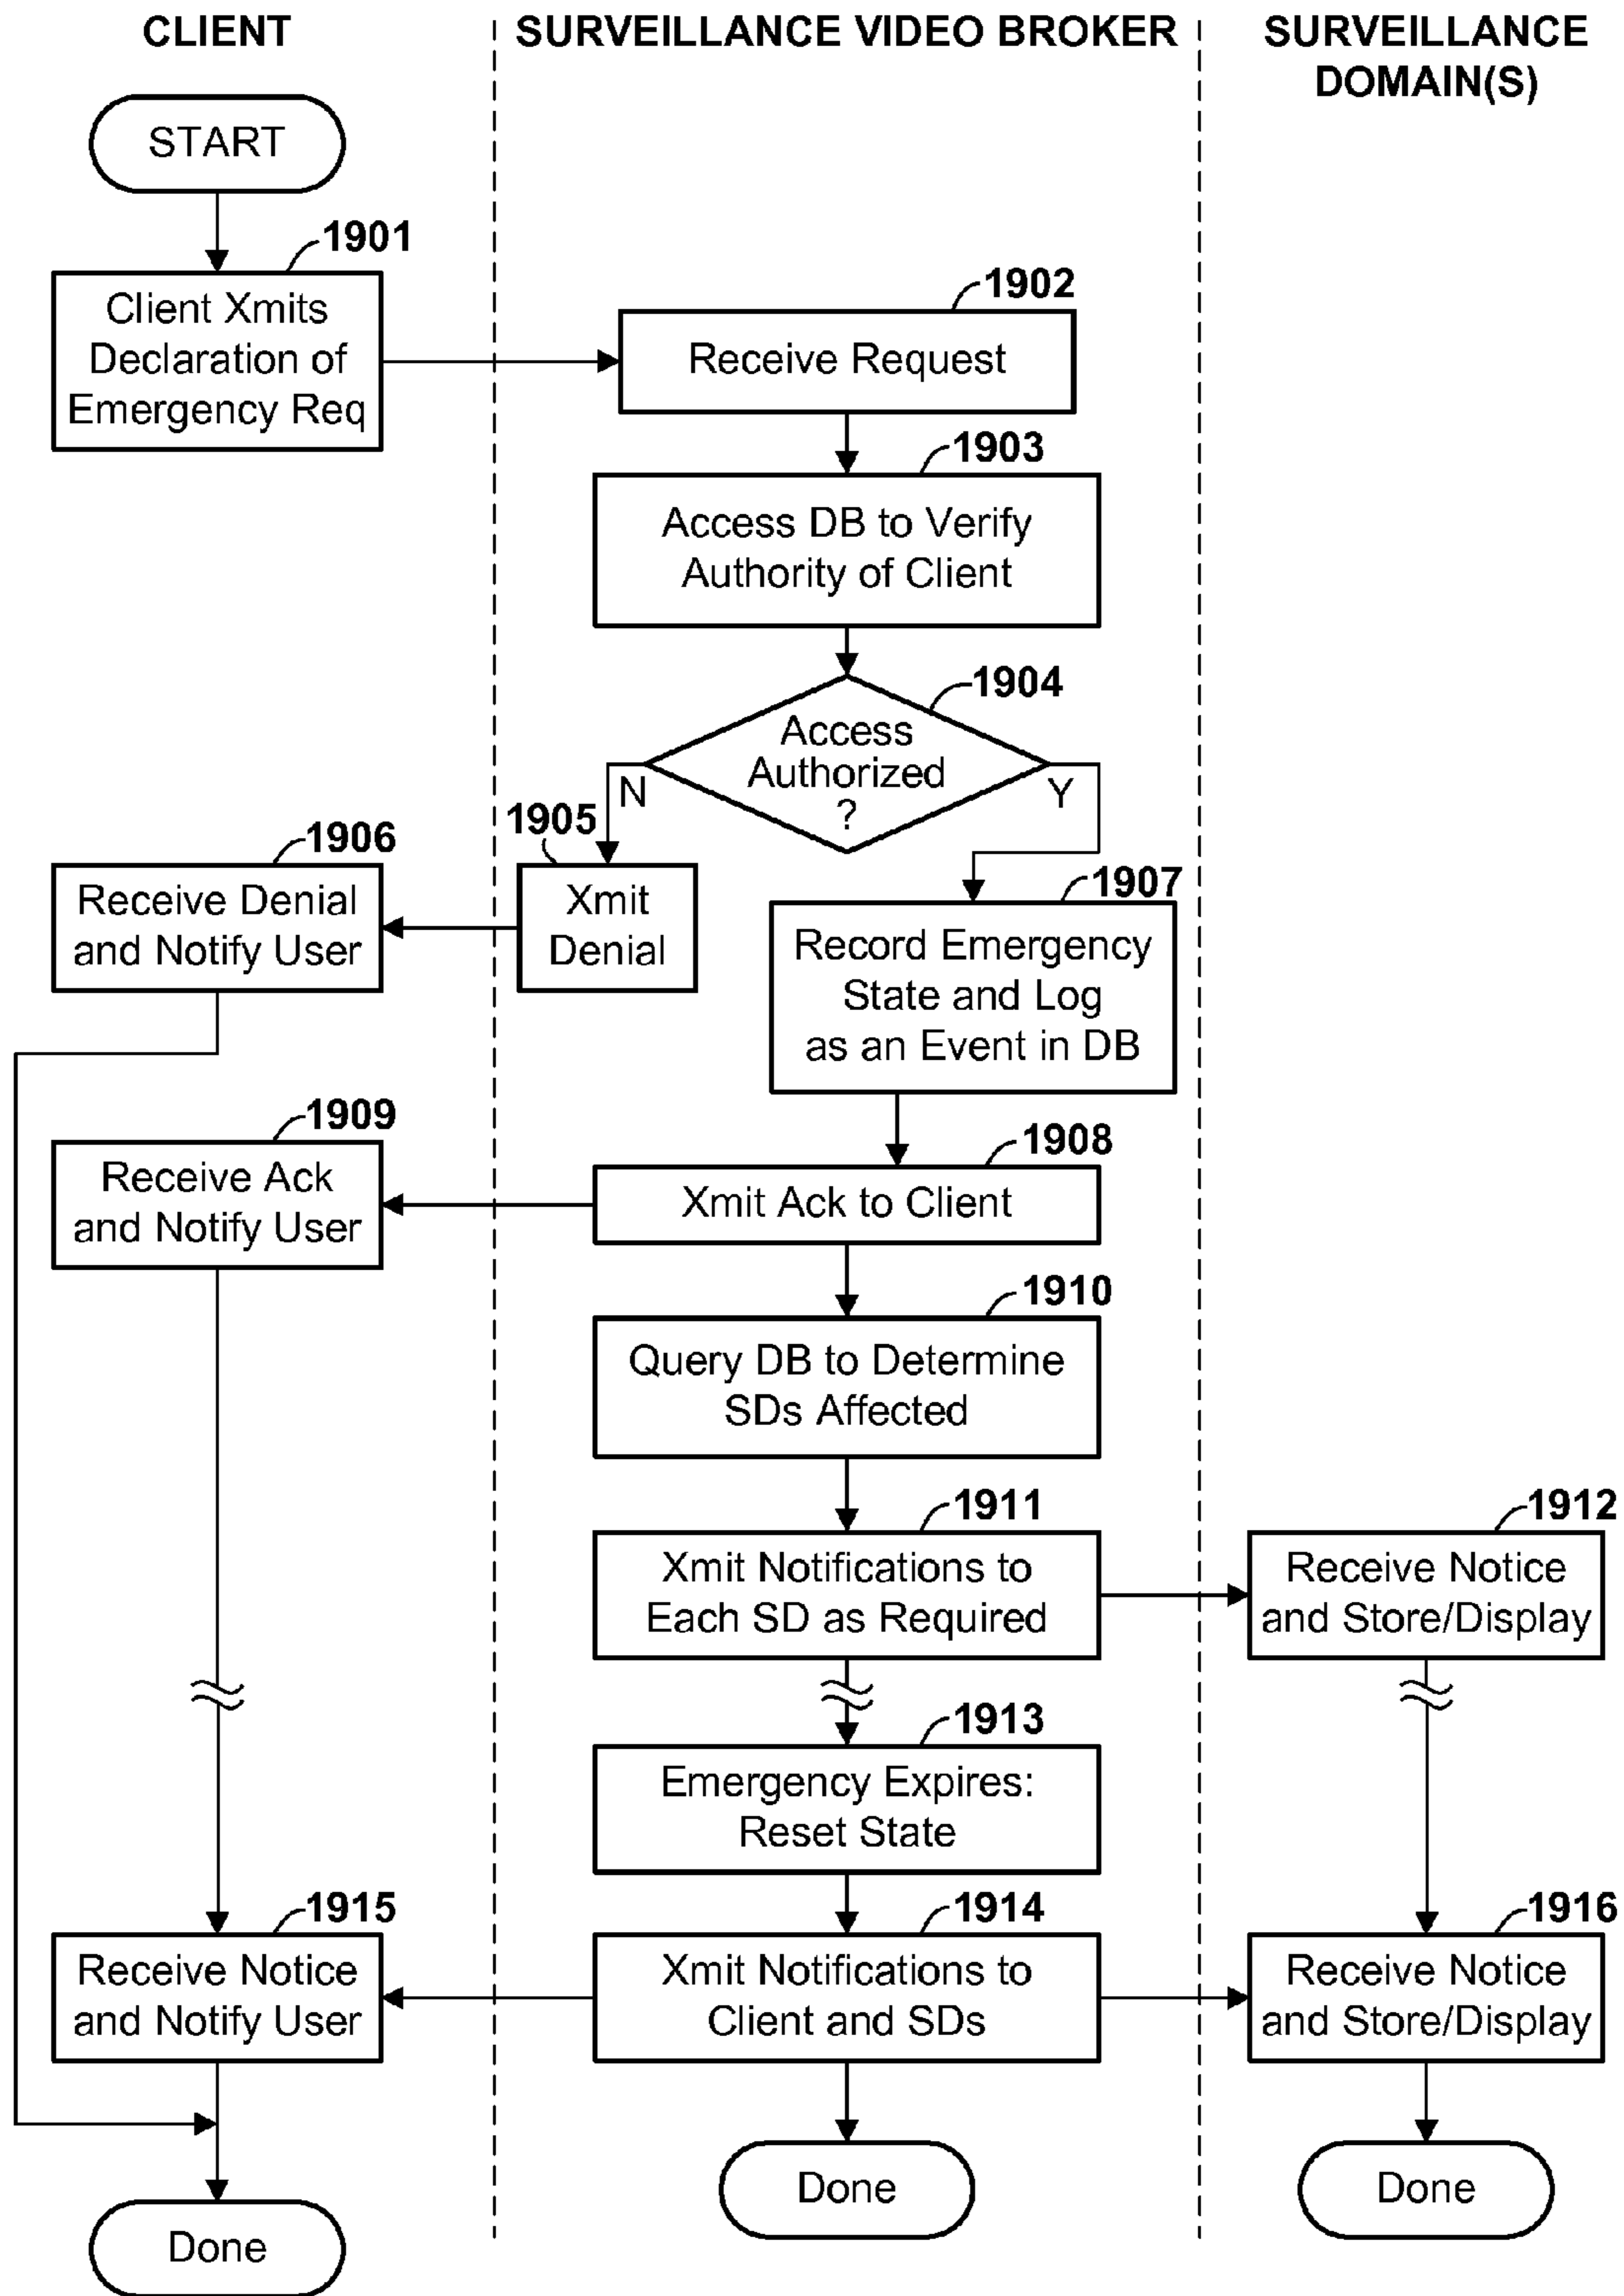 CLIENT
SURVEILLANCE VIDEO BROKER
SURVEILLANCE
DOMAIN(S)
START
1901
Client Xmits
Declaration of
Emergency Req
1902
Receive Request
1903
Access DB to Verify
Authority of Client
1904
Access
Authorized
?
N
Y
1905
Xmit
Denial
1906
Receive Denial
and Notify User
1907
Record Emergency
State and Log
as an Event in DB
1908
Xmit Ack to Client
1909
Receive Ack
and Notify User
1910
Query DB to Determine
SDs Affected
1911
Xmit Notifications to
Each SD as Required
1912
Receive Notice
and Store/Display
1913
Emergency Expires:
Reset State
1914
Xmit Notifications to
Client and SDs
1915
Receive Notice
and Notify User
1916
Receive Notice
and Store/Display
Done
Done
Done